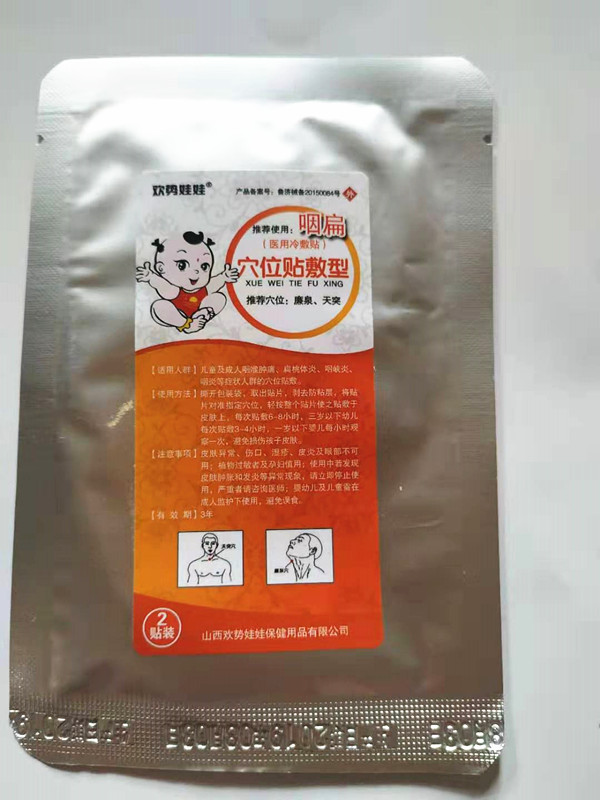 欢势娃娃®
产品备案号：鲁济械备20150084号 外
推荐使用：咽扁
（医用冷敷贴）
穴位贴敷型
XUE WEI TIE FU XING
推荐穴位：廉泉、天突
【适用人群】儿童及成人咽喉肿痛、扁桃体炎、咽峡炎、
咽炎等症状人群的穴位贴敷。
【使用方法】撕开包装袋，取出贴片，剥去防粘层，将贴
片对准指定穴位，轻按整个贴片使之贴敷于
皮肤上，每次贴敷6-8小时，三岁以下幼儿
每次贴敷3-4小时，一岁以下婴儿每小时观
察一次，避免损伤孩子皮肤。
【注意事项】皮肤异常、伤口、湿疹、皮炎及眼部不可
用；植物过敏者及孕妇慎用；使用中若发现
皮肤肿胀和发炎等异常现象，请立即停止使
用，严重者请咨询医师；婴幼儿及儿童需在
成人监护下使用，避免误食。
【有 效 期】3年
天突穴
廉泉穴
2
贴装
山西欢势娃娃保健用品有限公司